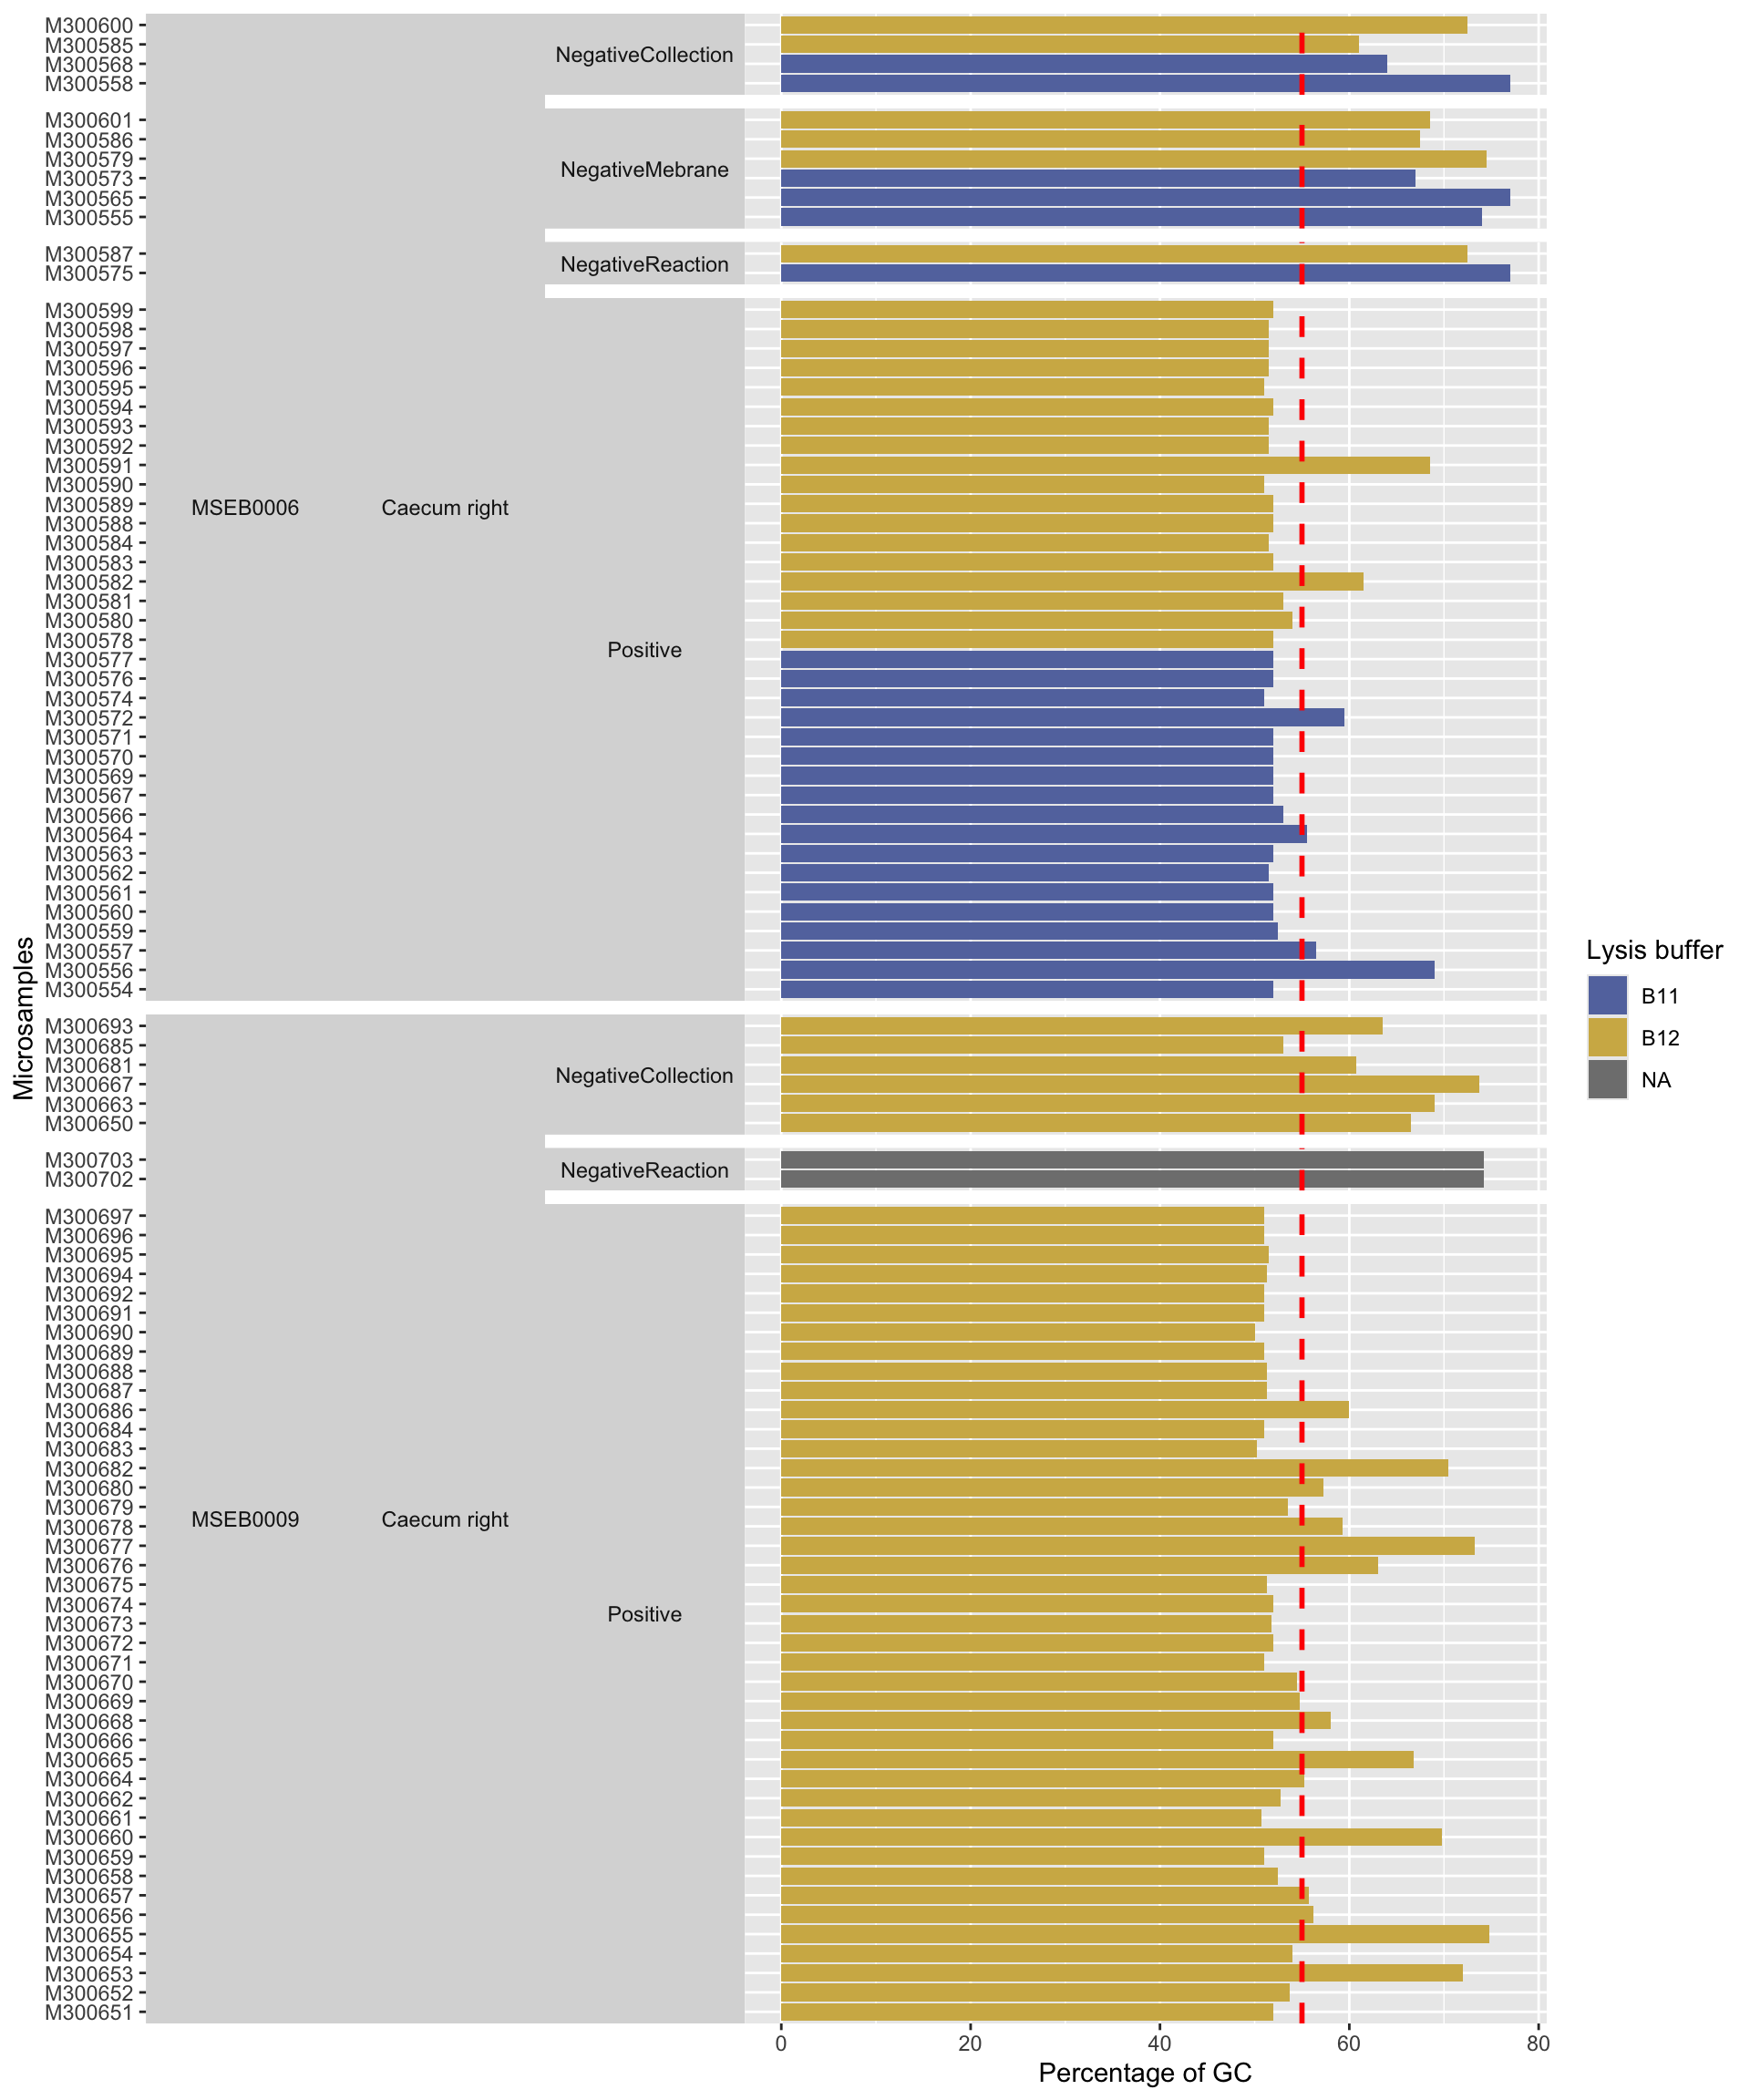 M300600
M300585
M300568
M300558
NegativeCollection
M300601
M300586
M300579
M300573
M300565
M300555
NegativeMebrane
M300587
M300575
NegativeReaction
M300599
M300598
M300597
M300596
M300595
M300594
M300593
M300592
M300591
M300590
M300589
M300588
M300584
M300583
M300582
M300581
M300580
M300578
M300577
M300576
M300574
M300572
M300571
M300570
M300569
M300567
M300566
M300564
M300563
M300562
M300561
M300560
M300559
M300557
M300556
M300554
MSEB0006
Caecum right
Positive
M300693
M300685
M300681
M300667
M300663
M300650
NegativeCollection
M300703
M300702
NegativeReaction
M300697
M300696
M300695
M300694
M300692
M300691
M300690
M300689
M300688
M300687
M300686
M300684
M300683
M300682
M300680
M300679
M300678
M300677
M300676
M300675
M300674
M300673
M300672
M300671
M300670
M300669
M300668
M300666
M300665
M300664
M300662
M300661
M300660
M300659
M300658
M300657
M300656
M300655
M300654
M300653
M300652
M300651
MSEB0009
Caecum right
Positive
Microsamples
0 20 40 60 80
Percentage of GC
Lysis buffer
B11
B12
NA